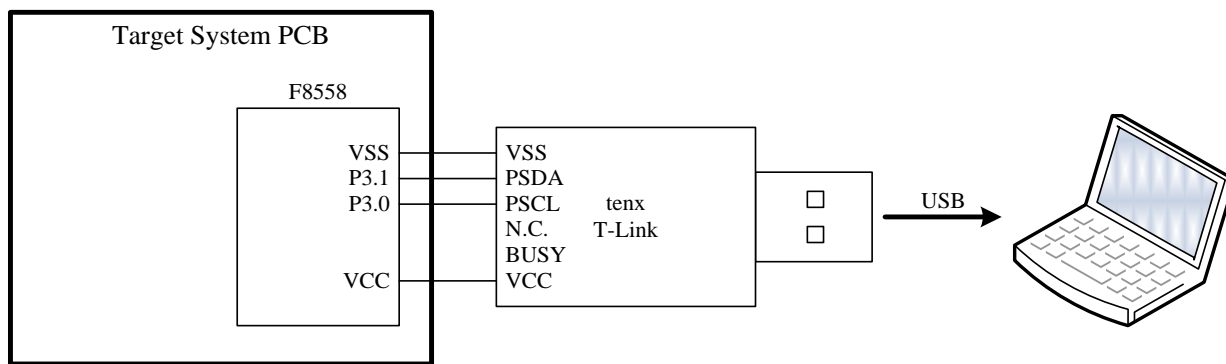 Target System PCB
F8558
VSS
P3.1
P3.0
VCC
VSS
PSDA
PSCL
N.C.
BUSY
VCC
tenx
T-Link
USB